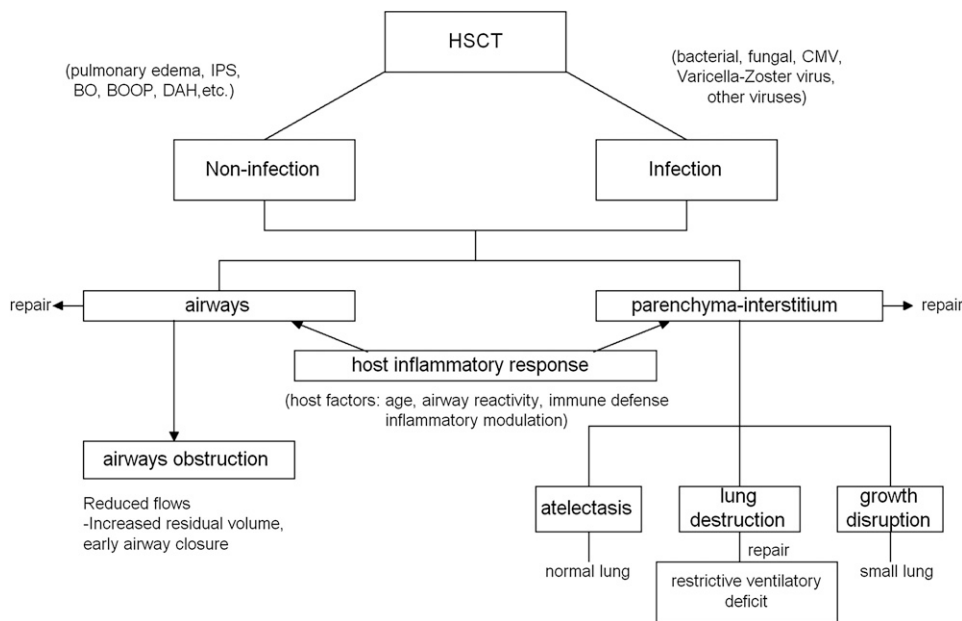 HSCT
(pulmonary edema, IPS,
BO, BOOP, DAH,etc.)
(bacterial, fungal, CMV,
Varicella-Zoster virus,
other viruses)
Non-infection
Infection
repair
airways
parenchyma-interstitium
repair
host inflammatory response
(host factors: age, airway reactivity, immune defense
inflammatory modulation)
airways obstruction
Reduced flows
-Increased residual volume,
early airway closure
atelectasis
lung
destruction
growth
disruption
normal lung
repair
small lung
restrictive ventilatory
deficit